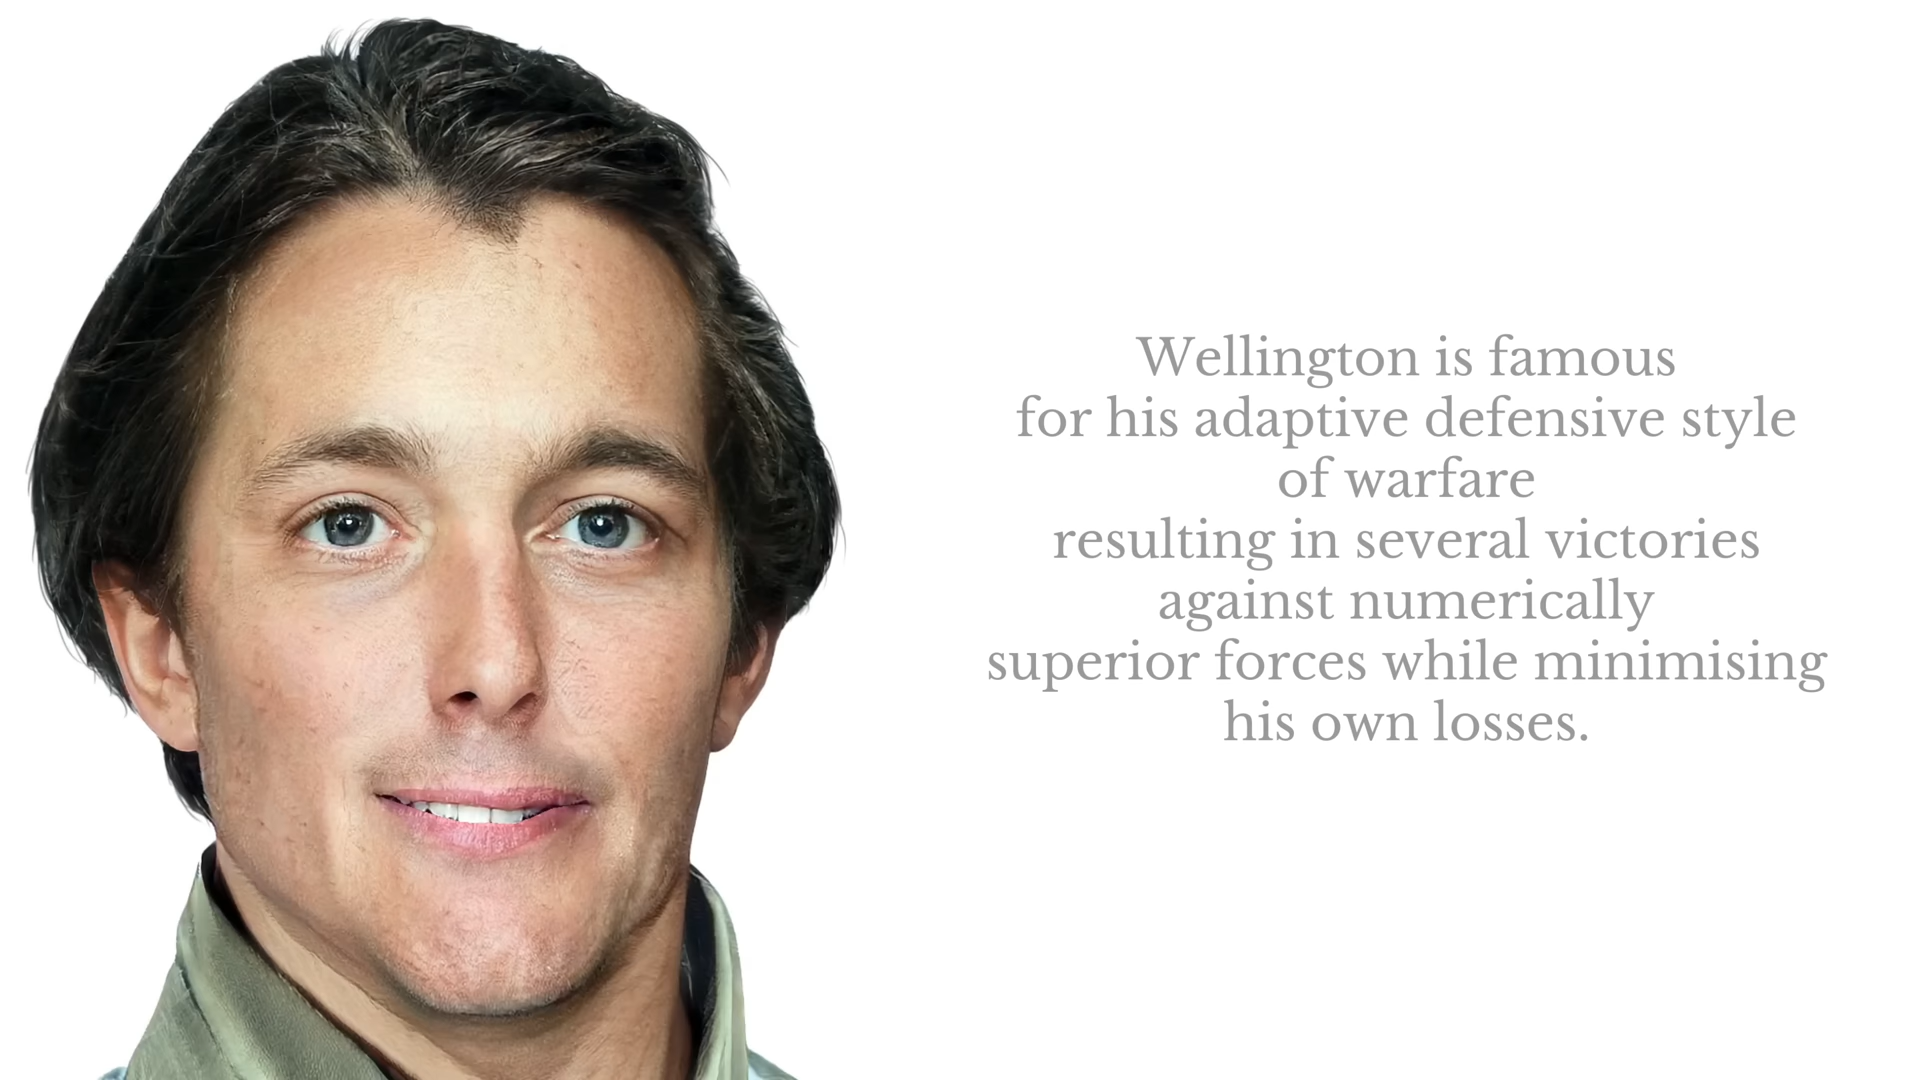 Wellington is famous
for his adaptive defensive style
of warfare
resulting in several victories
against numerically
superior forces while minimising
his own losses.